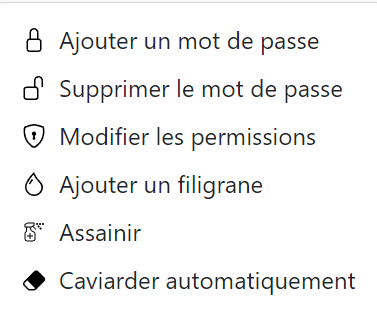 Ajouter un mot de passe
Supprimer le mot de passe
Modifier les permissions
Ajouter un filigrane
Assainir
Caviarder automatiquement